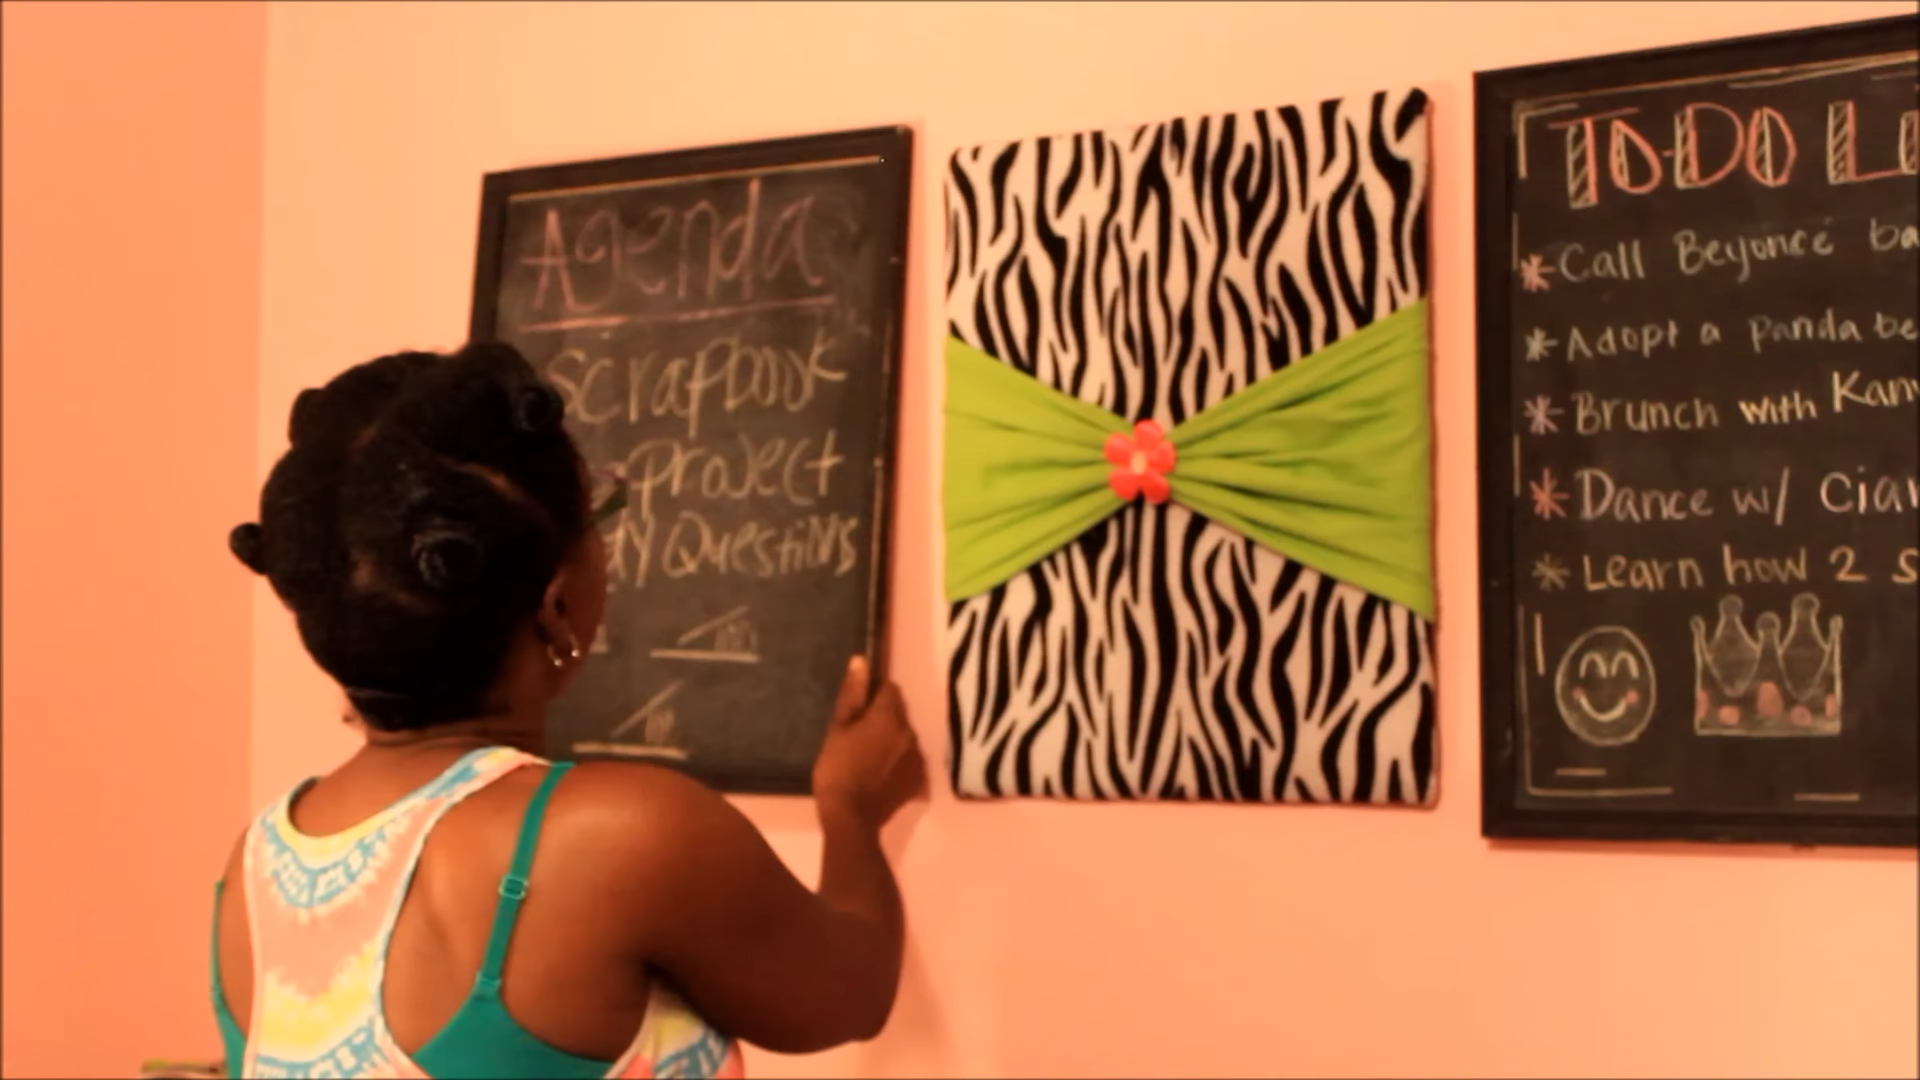 Agenda
Scrapbook
project
Questions
TO-DO
Call Beyoncé
Adopt a panda
Brunch with
Dance w/
Learn how 2